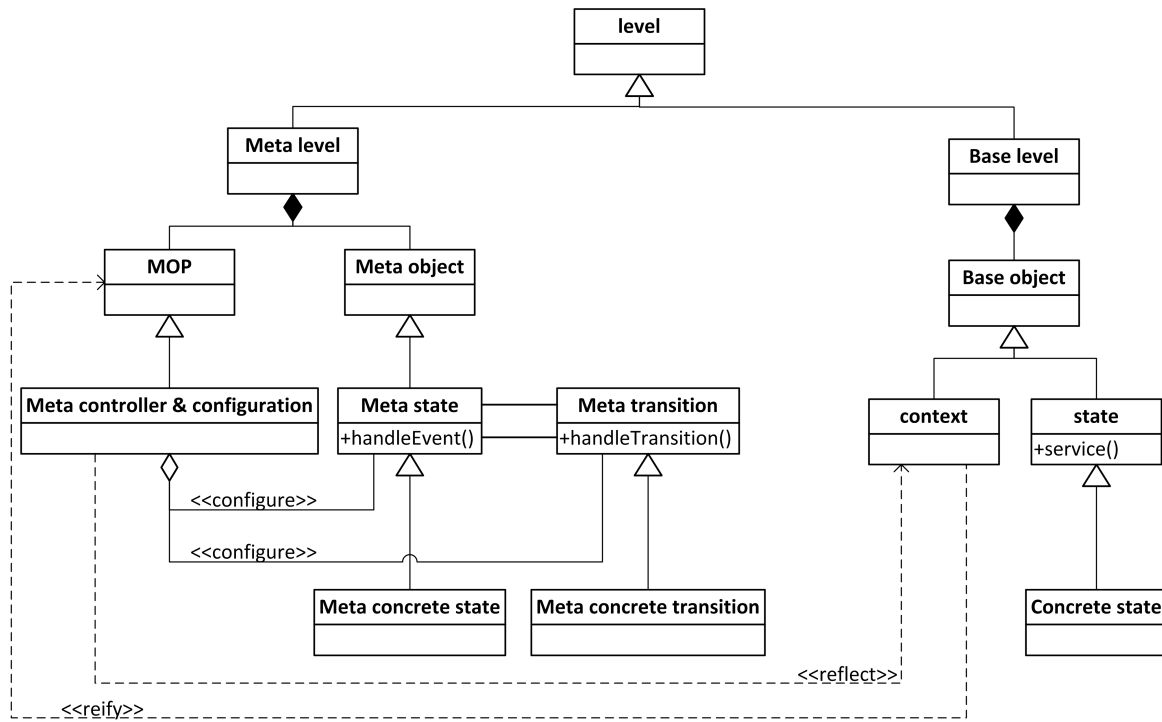 level
Meta level
Base level
MOP
Meta object
Base object
Meta controller & configuration
Meta state
Meta transition
context
state
+handleEvent()
+handleTransition()
+service()
<<configure>>
<<configure>>
Meta concrete state
Meta concrete transition
Concrete state
<<reflect>>
<<reify>>